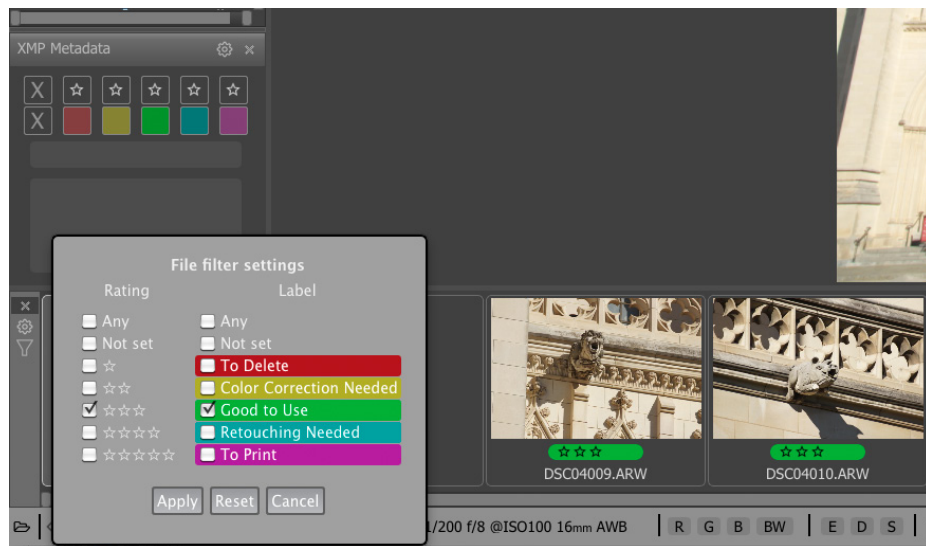 XMP Metadata
X
X
File filter settings
Rating Label
Any Any
Not set Not set
To Delete
Color Correction Needed
Good to Use
Retouching Needed
To Print
Apply Reset Cancel
DSC04009.ARW DSC04010.ARW
1/200 f/8 @ISO100 16mm AWB R G B BW E D S